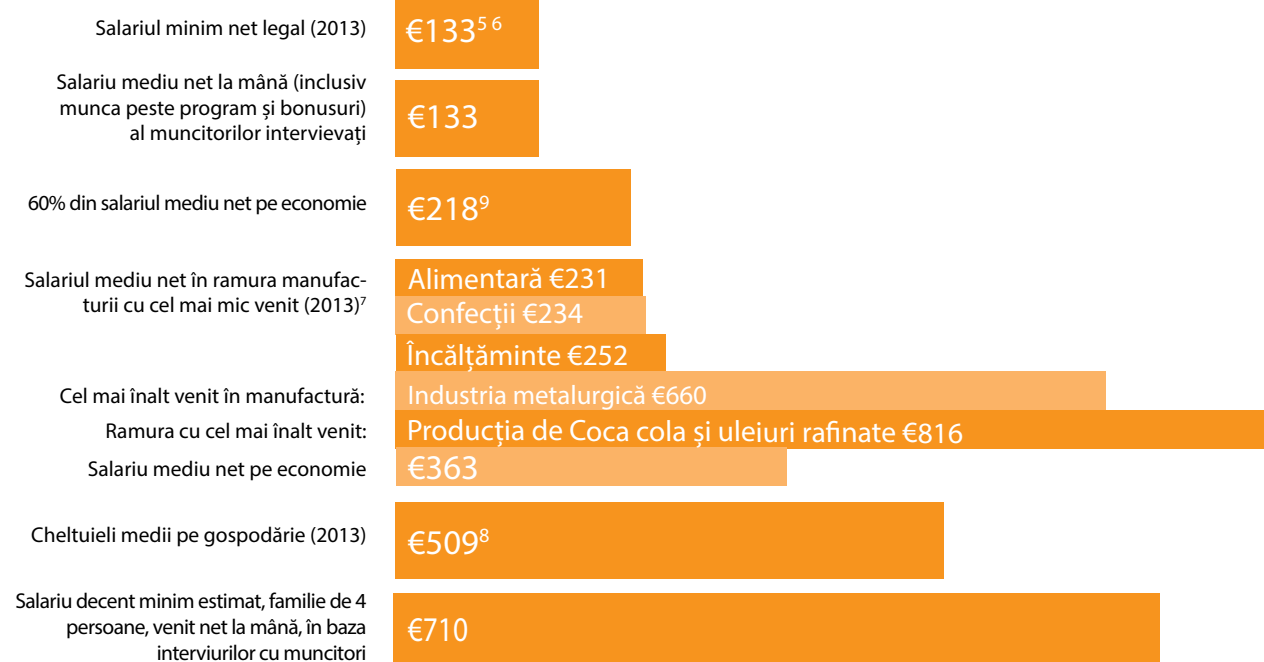 Salariul minim net legal (2013)
€133⁵ ⁶
Salariu mediu net la mână (inclusiv
munca peste program și bonusuri)
al muncitorilor intervievați
€133
60% din salariul mediu net pe economie
€218⁹
Salariul mediu net în ramura manufac-
turii cu cel mai mic venit (2013)⁷
Alimentară €231
Confecții €234
Încălțăminte €252
Cel mai înalt venit în manufactură:
Industria metalurgică €660
Ramura cu cel mai înalt venit:
Producția de Coca cola și uleiuri rafinate €816
Salariu mediu net pe economie
€363
Cheltuieli medii pe gospodărie (2013)
€509⁸
Salariu decent minim estimat, familie de 4
persoane, venit net la mână, în baza
interviurilor cu muncitori
€710